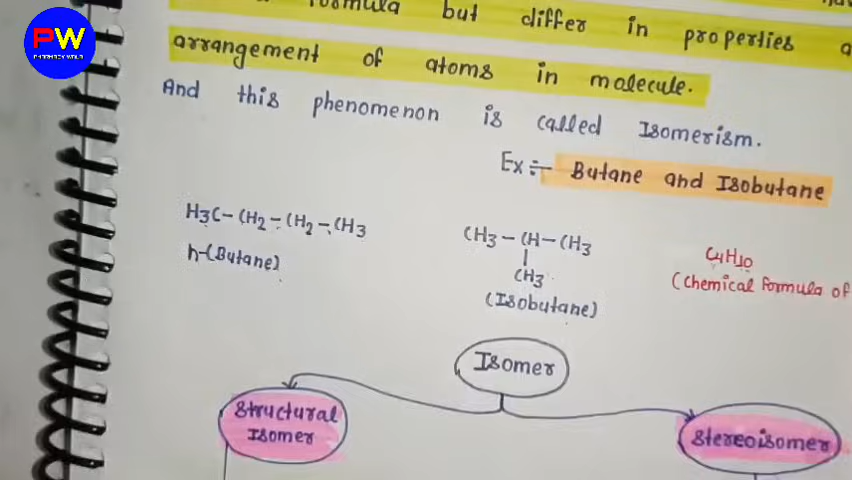 PW
PHARMACY WALA
formula but differ in properties a
arrangement of atoms in molecule.
And this phenomenon is called Isomerism.
Ex:- Butane and Isobutane
H3C-CH2-CH2-CH3
n-(Butane)
CH3-CH-CH3
|
CH3
(Isobutane)
C4H10
(Chemical Formula of
Isomer
Structural
Isomer
Stereoisomer